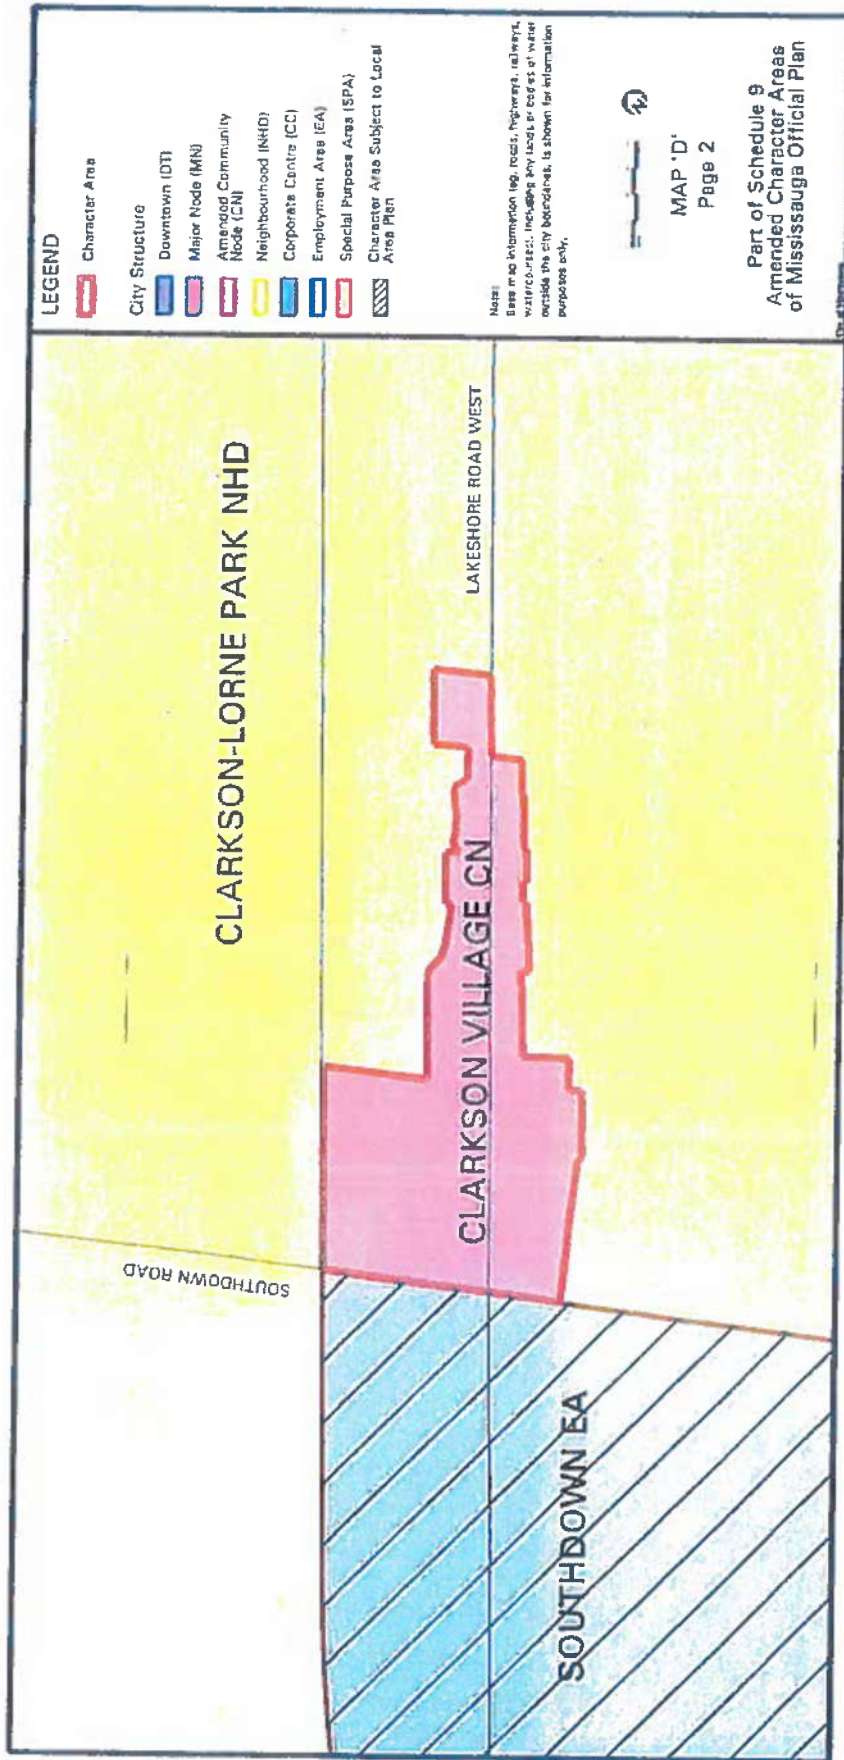 CLARKSON-LORNE PARK NHD
SOUTHDOWN ROAD
LAKESHORE ROAD WEST
CLARKSON VILLAGE CN
SOUTHDOWN EA
LEGEND
Character Area
City Structure
Downtown (DT)
Major Node (MN)
Amended Community
Node (CN)
Neighbourhood (NHD)
Corporate Centre (CC)
Employment Area (EA)
Special Purpose Area (SPA)
Character Area Subject to Local
Area Plan
Note:
Base map information (eg. roads, highways, railways,
watercourses), including any lands or bodies of water
outside the city boundaries, is shown for information
purposes only.
MAP 'D'
Page 2
Part of Schedule 9
Amended Character Areas
of Mississauga Official Plan